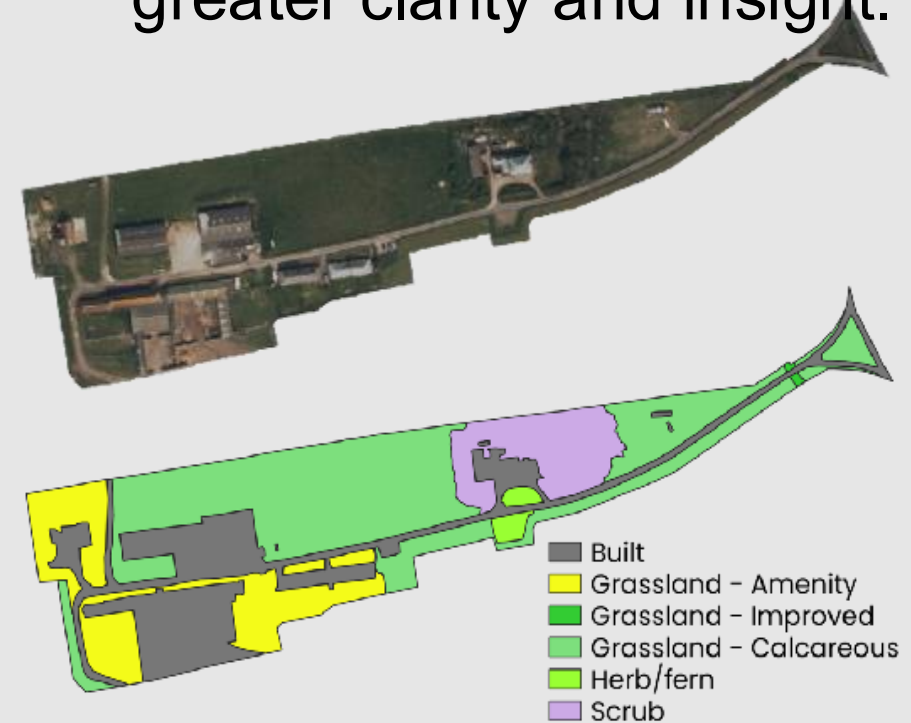 greater clarity and insight.
Built
Grassland - Amenity
Grassland - Improved
Grassland - Calcareous
Herb/fern
Scrub